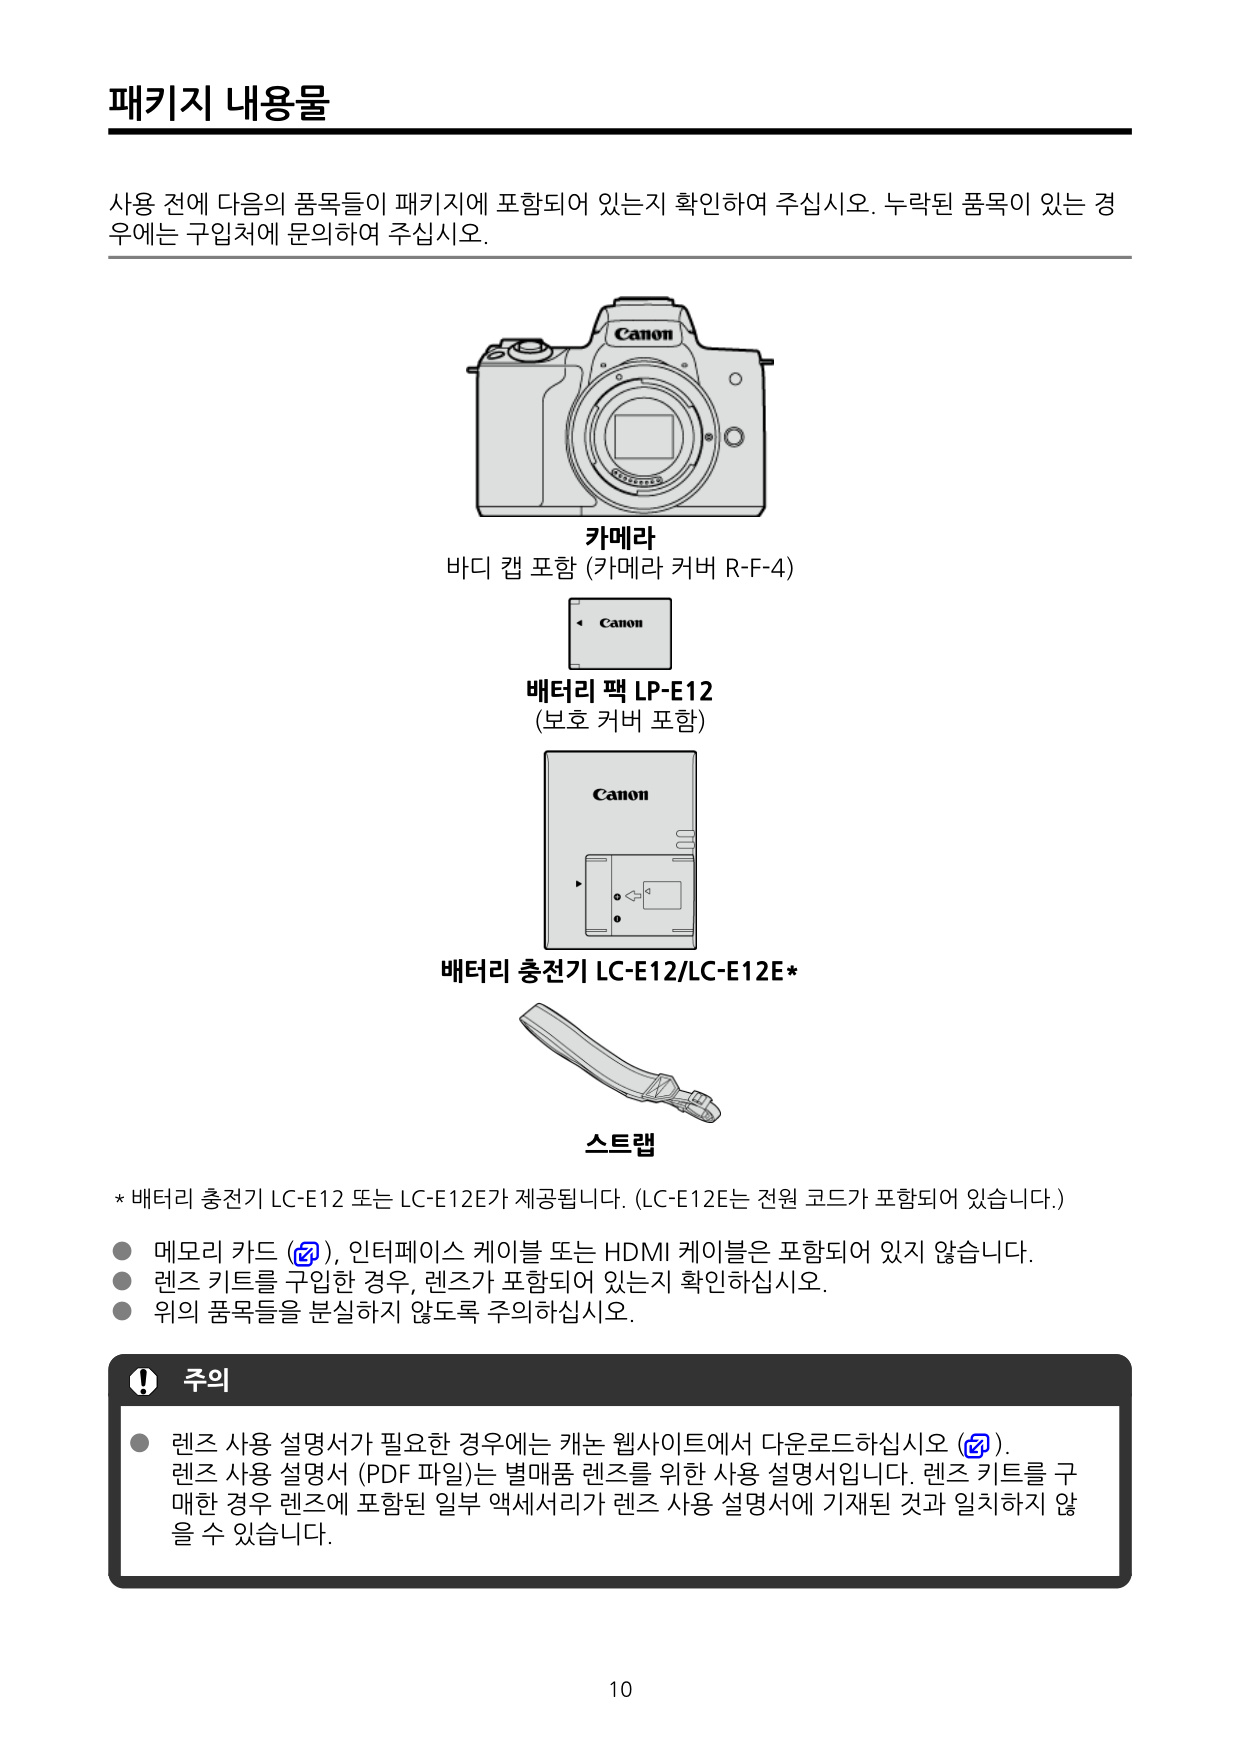 패키지 내용물
사용 전에 다음의 품목들이 패키지에 포함되어 있는지 확인하여 주십시오. 누락된 품목이 있는 경
우에는 구입처에 문의하여 주십시오.
Canon
카메라
바디 캡 포함 (카메라 커버 R-F-4)
Canon
배터리 팩 LP-E12
(보호 커버 포함)
Canon
배터리 충전기 LC-E12/LC-E12E*
스트랩
* 배터리 충전기 LC-E12 또는 LC-E12E가 제공됩니다. (LC-E12E는 전원 코드가 포함되어 있습니다.)
● 메모리 카드 ( ), 인터페이스 케이블 또는 HDMI 케이블은 포함되어 있지 않습니다.
● 렌즈 키트를 구입한 경우, 렌즈가 포함되어 있는지 확인하십시오.
● 위의 품목들을 분실하지 않도록 주의하십시오.
주의
● 렌즈 사용 설명서가 필요한 경우에는 캐논 웹사이트에서 다운로드하십시오 ( ).
렌즈 사용 설명서 (PDF 파일)는 별매품 렌즈를 위한 사용 설명서입니다. 렌즈 키트를 구
매한 경우 렌즈에 포함된 일부 액세서리가 렌즈 사용 설명서에 기재된 것과 일치하지 않
을 수 있습니다.
10